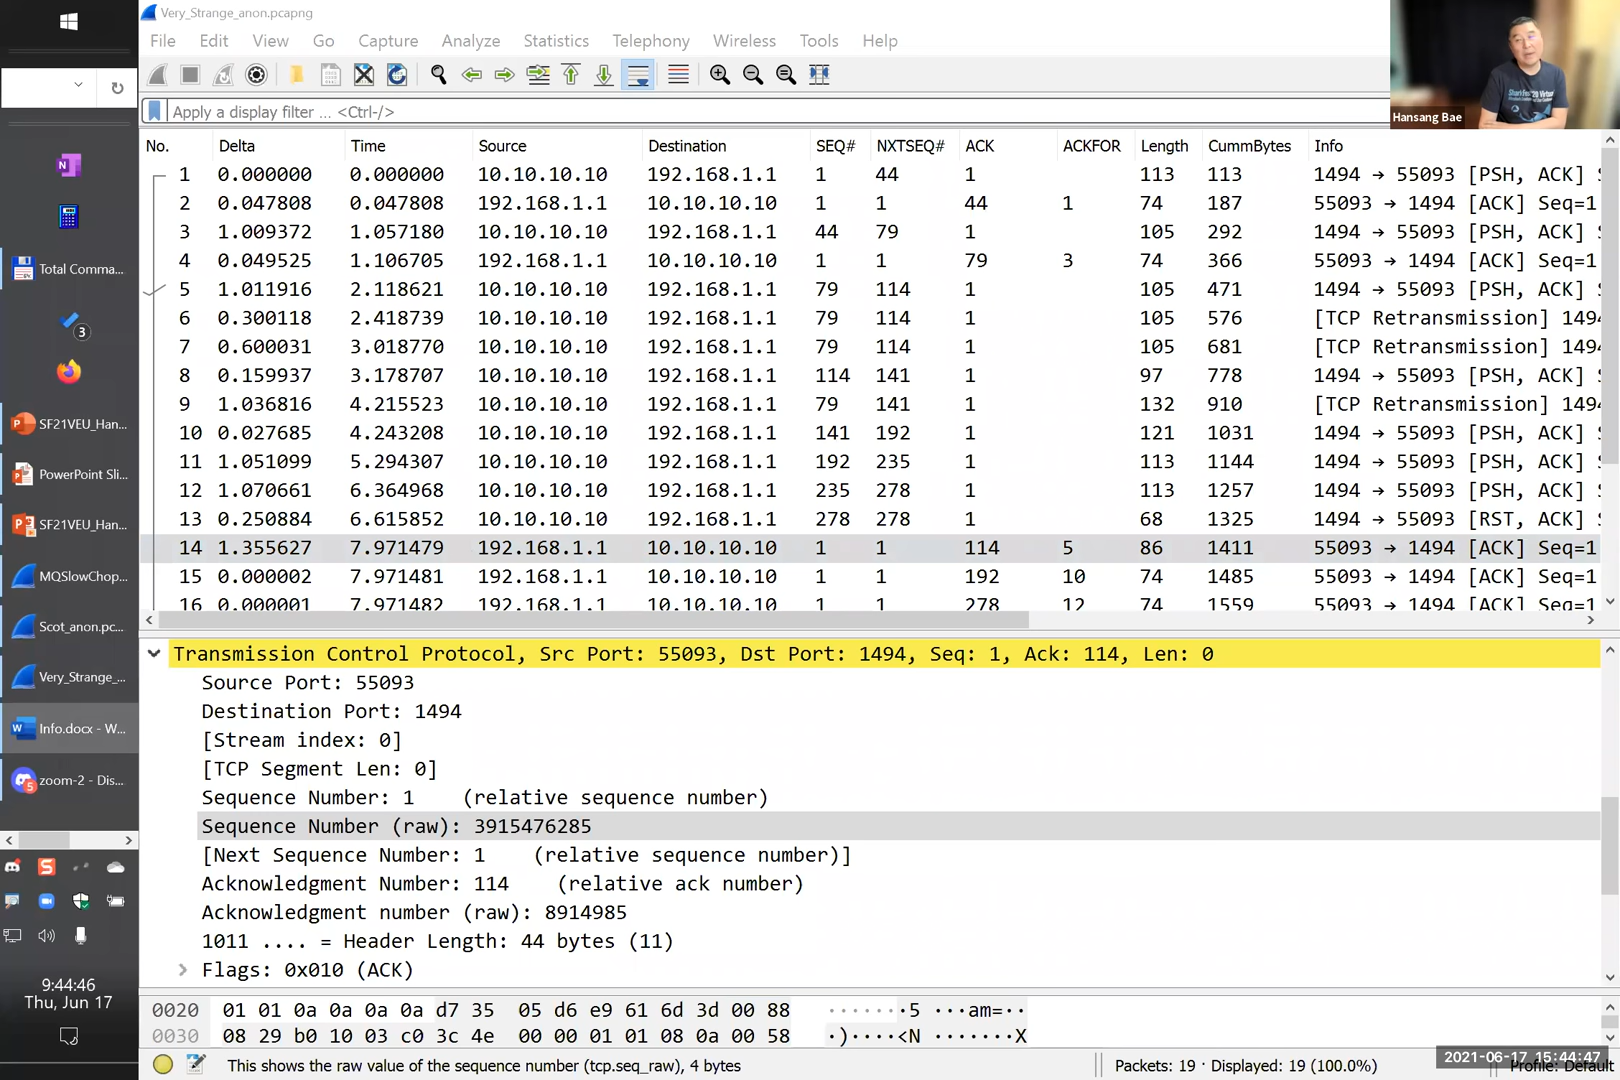 Very_Strange_anon.pcapng
File Edit View Go Capture Analyze Statistics Telephony Wireless Tools Help
Apply a display filter … <Ctrl-/>
Hansang Bae
No. Delta Time Source Destination SEQ# NXTSEQ# ACK ACKFOR Length CummBytes Info
1 0.000000 0.000000 10.10.10.10 192.168.1.1 1 44 1 113 113 1494 → 55093 [PSH, ACK] S
2 0.047808 0.047808 192.168.1.1 10.10.10.10 1 1 44 1 74 187 55093 → 1494 [ACK] Seq=1
3 1.009372 1.057180 10.10.10.10 192.168.1.1 44 79 1 105 292 1494 → 55093 [PSH, ACK] S
4 0.049525 1.106705 192.168.1.1 10.10.10.10 1 1 79 3 74 366 55093 → 1494 [ACK] Seq=1
5 1.011916 2.118621 10.10.10.10 192.168.1.1 79 114 1 105 471 1494 → 55093 [PSH, ACK] S
6 0.300118 2.418739 10.10.10.10 192.168.1.1 79 114 1 105 576 [TCP Retransmission] 1494
7 0.600031 3.018770 10.10.10.10 192.168.1.1 79 114 1 105 681 [TCP Retransmission] 1494
8 0.159937 3.178707 10.10.10.10 192.168.1.1 114 141 1 97 778 1494 → 55093 [PSH, ACK] S
9 1.036816 4.215523 10.10.10.10 192.168.1.1 79 141 1 132 910 [TCP Retransmission] 1494
10 0.027685 4.243208 10.10.10.10 192.168.1.1 141 192 1 121 1031 1494 → 55093 [PSH, ACK] S
11 1.051099 5.294307 10.10.10.10 192.168.1.1 192 235 1 113 1144 1494 → 55093 [PSH, ACK] S
12 1.070661 6.364968 10.10.10.10 192.168.1.1 235 278 1 113 1257 1494 → 55093 [PSH, ACK] S
13 0.250884 6.615852 10.10.10.10 192.168.1.1 278 278 1 68 1325 1494 → 55093 [RST, ACK] S
14 1.355627 7.971479 192.168.1.1 10.10.10.10 1 1 114 5 86 1411 55093 → 1494 [ACK] Seq=1
15 0.000002 7.971481 192.168.1.1 10.10.10.10 1 1 192 10 74 1485 55093 → 1494 [ACK] Seq=1
16 0.000001 7.971482 192.168.1.1 10.10.10.10 1 1 278 12 74 1559 55093 → 1494 [ACK] Seq=1
Transmission Control Protocol, Src Port: 55093, Dst Port: 1494, Seq: 1, Ack: 114, Len: 0
Source Port: 55093
Destination Port: 1494
[Stream index: 0]
[TCP Segment Len: 0]
Sequence Number: 1 (relative sequence number)
Sequence Number (raw): 3915476285
[Next Sequence Number: 1 (relative sequence number)]
Acknowledgment Number: 114 (relative ack number)
Acknowledgment number (raw): 8914985
1011 .... = Header Length: 44 bytes (11)
Flags: 0x010 (ACK)
0020 01 01 0a 0a 0a 0a d7 35 05 d6 e9 61 6d 3d 00 88 ·······5 ···am=··
0030 08 29 b0 10 03 c0 3c 4e 00 00 01 01 08 0a 00 58 ·)····<N ·······X
This shows the raw value of the sequence number (tcp.seq_raw), 4 bytes
Packets: 19 · Displayed: 19 (100.0%)
Profile: Default
2021-06-17 15:44:47
Total Comma...
3
SF21VEU_Han...
PowerPoint Sli...
SF21VEU_Han...
MQSlowChop...
Scot_anon.pc...
Very_Strange_...
Info.docx - W...
zoom-2 - Dis...
9:44:46
Thu, Jun 17